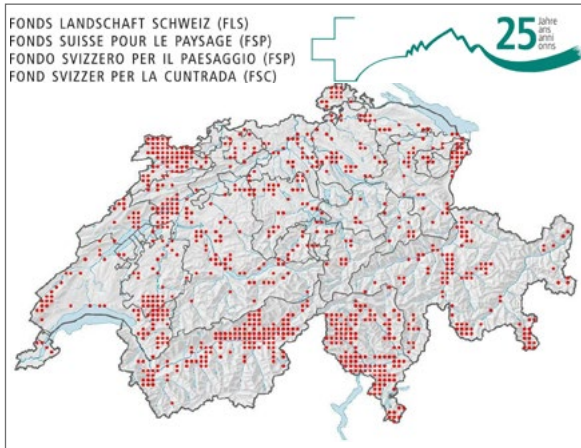 FONDS LANDSCHAFT SCHWEIZ (FLS)
FONDS SUISSE POUR LE PAYSAGE (FSP)
FONDO SVIZZERO PER IL PAESAGGIO (FSP)
FOND SVIZZER PER LA CUNTRADA (FSC)
25 Jahre
ans
anni
onns